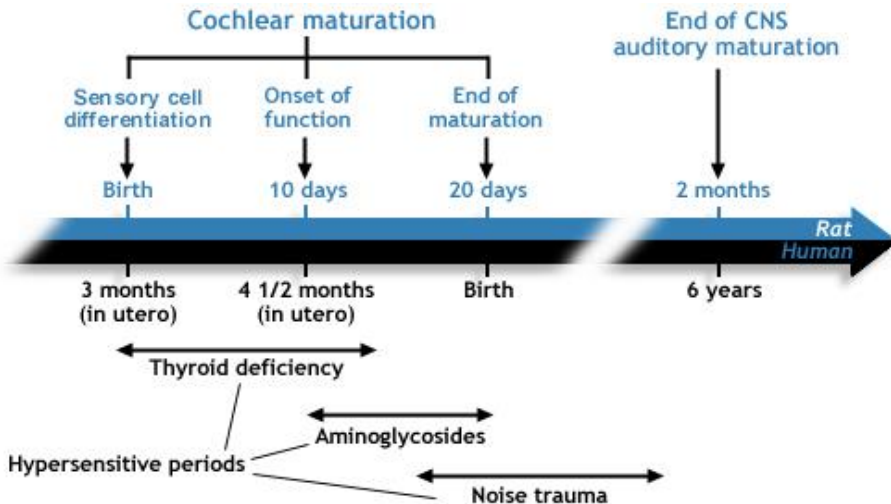 Cochlear maturation
End of CNS
auditory maturation
Sensory cell
differentiation
Onset of
function
End of
maturation
Birth
10 days
20 days
2 months
Rat
Human
3 months
(in utero)
4 1/2 months
(in utero)
Birth
6 years
Thyroid deficiency
Aminoglycosides
Hypersensitive periods
Noise trauma